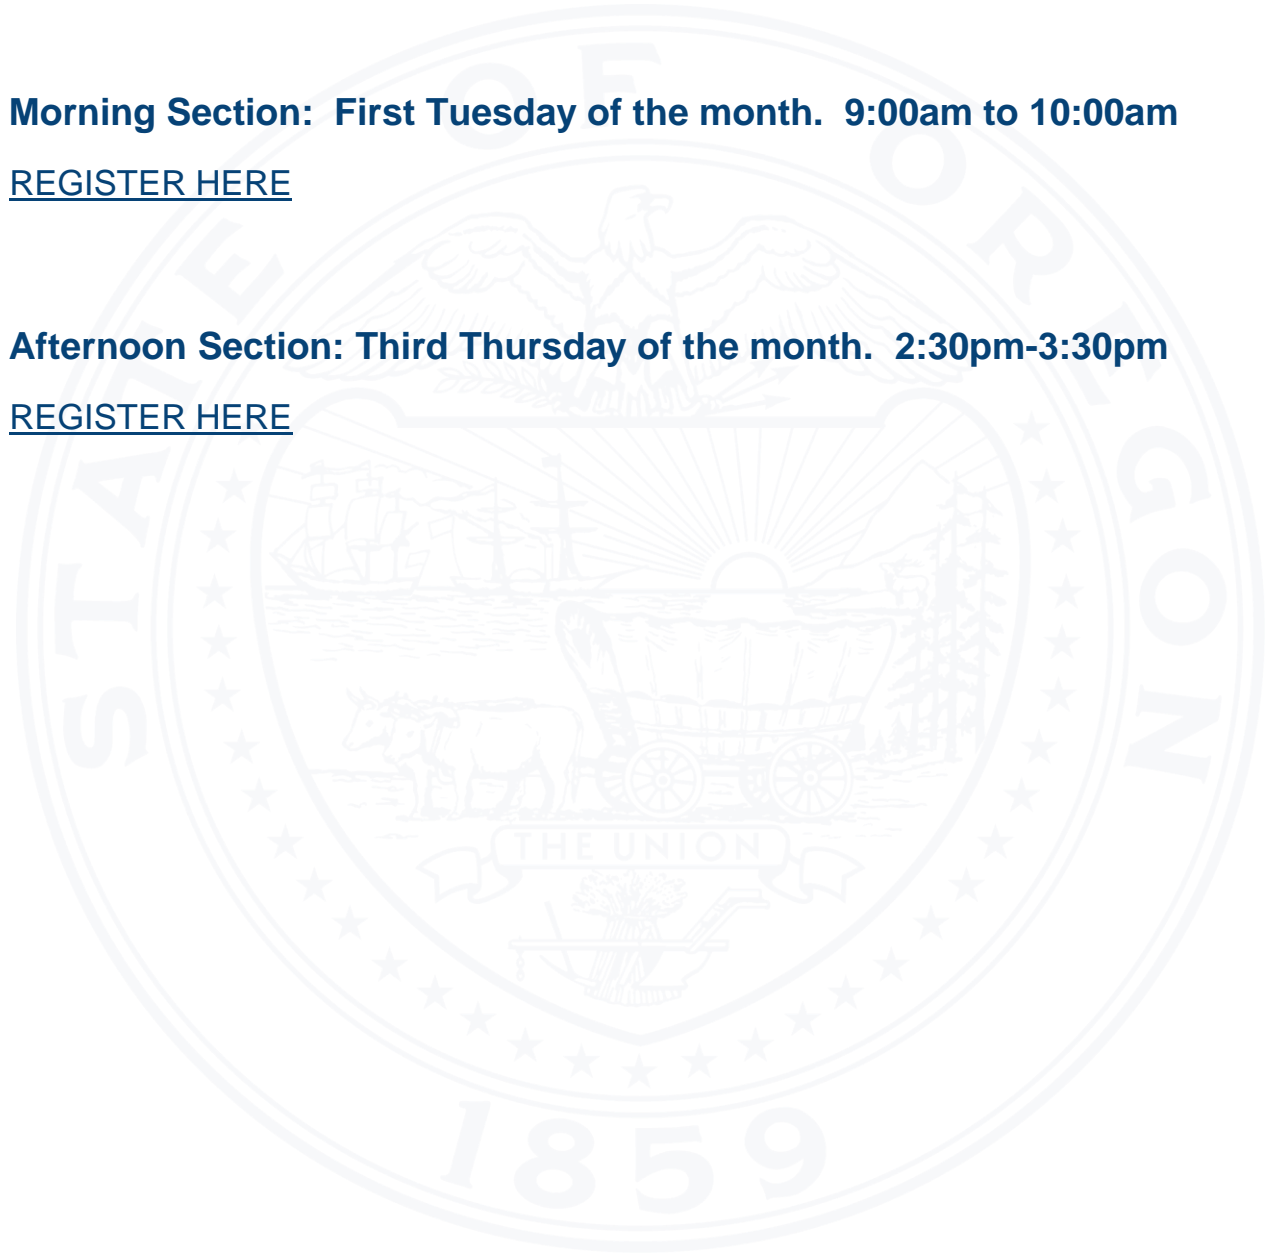 STATE OF OREGON
Morning Section:  First Tuesday of the month.  9:00am to 10:00am
REGISTER HERE
Afternoon Section: Third Thursday of the month.  2:30pm-3:30pm
REGISTER HERE
THE UNION
1859